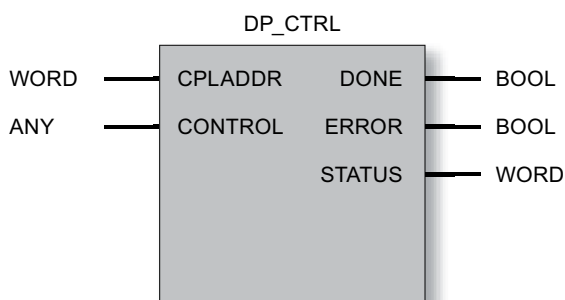 DP_CTRL
WORD CPLADDR DONE BOOL
ANY CONTROL ERROR BOOL
STATUS WORD